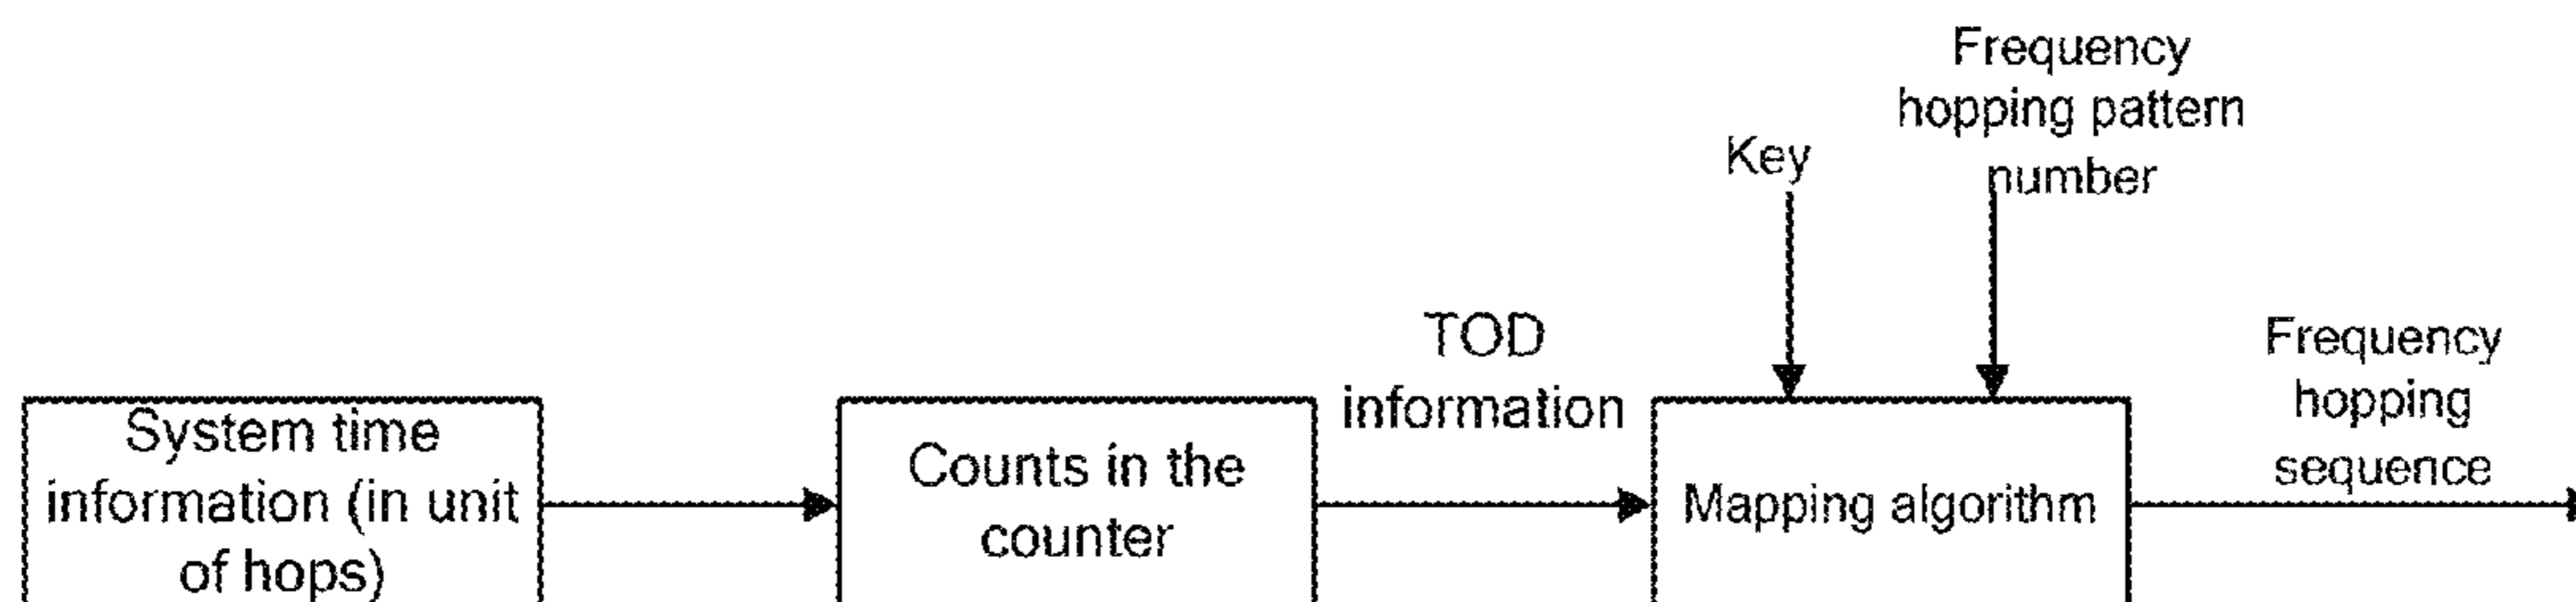 Frequency
hopping pattern
number
Key
TOD
information
Frequency
hopping
sequence
System time
information (in unit
of hops)
Counts in the
counter
Mapping algorithm